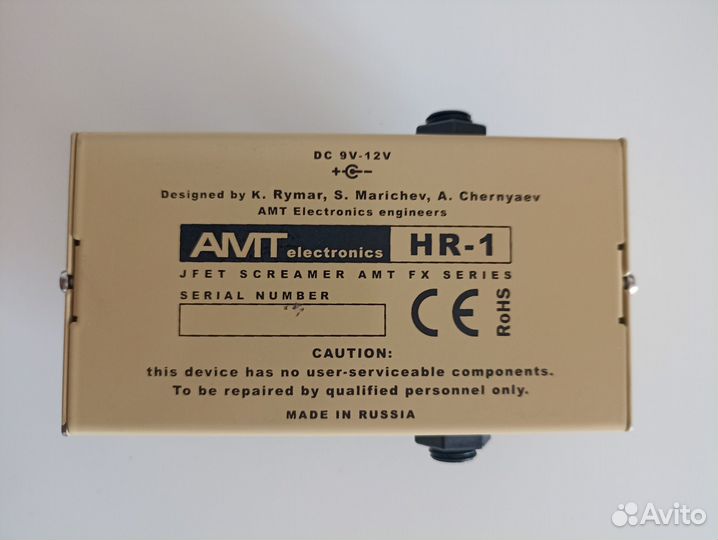 DC 9V-12V
+ -
Designed by K. Rymar, S. Marichev, A. Chernyaev
AMT Electronics engineers
AMT electronics HR-1
JFET SCREAMER AMT FX SERIES
SERIAL NUMBER
CE RoHS
CAUTION:
this device has no user-serviceable components.
To be repaired by qualified personnel only.
MADE IN RUSSIA
Avito